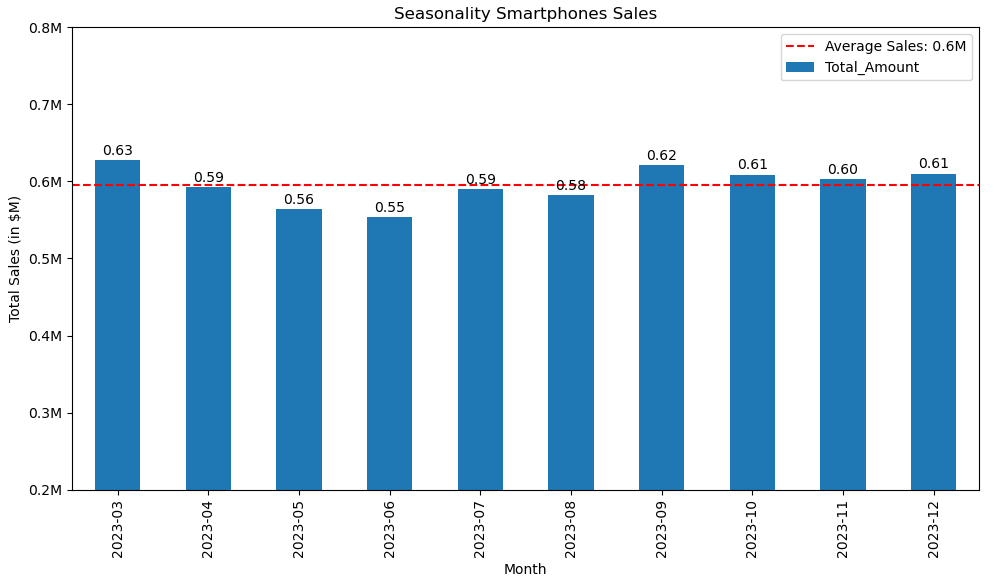 Seasonality Smartphones Sales
Average Sales: 0.6M
Total_Amount
0.8M
0.7M
0.6M
0.5M
0.4M
0.3M
0.2M
Total Sales (in $M)
0.63
0.59
0.56
0.55
0.59
0.58
0.62
0.61
0.60
0.61
2023-03
2023-04
2023-05
2023-06
2023-07
2023-08
2023-09
2023-10
2023-11
2023-12
Month